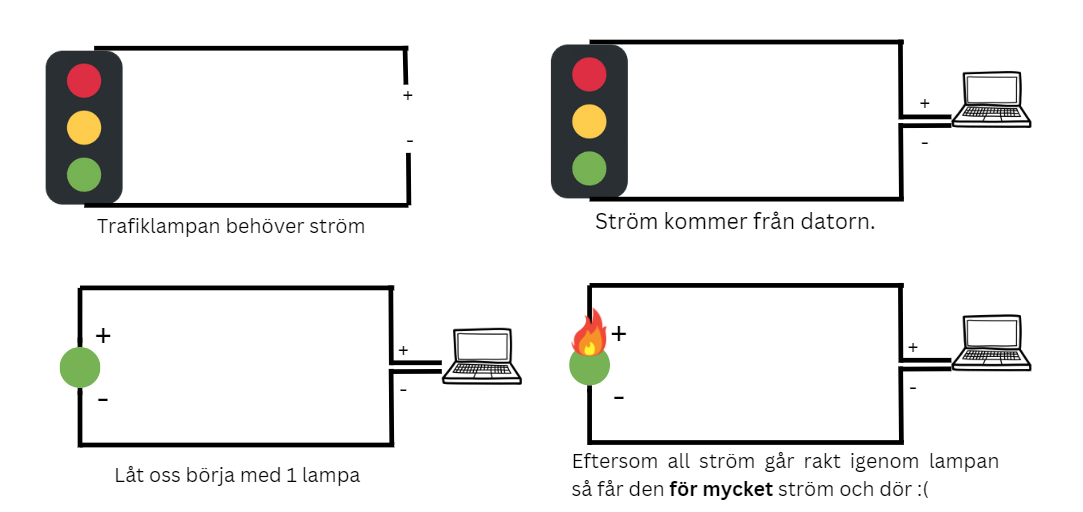 +
-
Trafiklampan behöver ström
+
-
Ström kommer från datorn.
+
-
+
-
Låt oss börja med 1 lampa
+
-
+
-
Eftersom all ström går rakt igenom lampan
så får den för mycket ström och dör :(